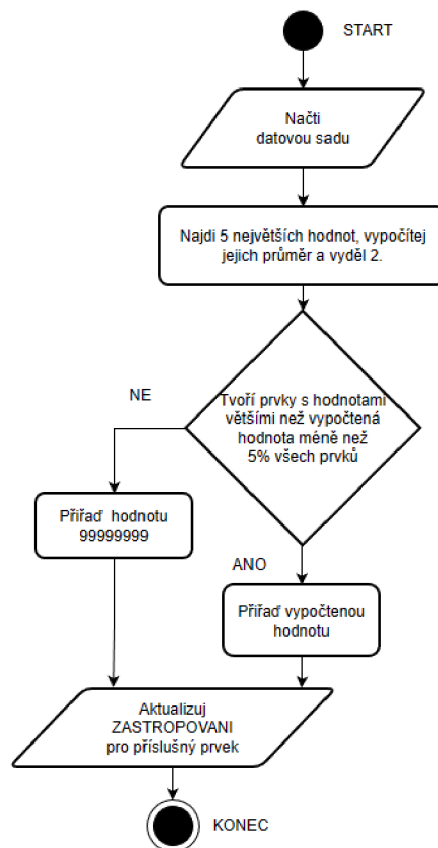 START
Načti
datovou sadu
Najdi 5 největších hodnot, vypočítej
jejich průměr a vyděl 2.
Tvoří prvky s hodnotami
většími než vypočtená
hodnota méně než
5% všech prvků
NE
Přiřaď hodnotu
99999999
ANO
Přiřaď vypočtenou
hodnotu
Aktualizuj
ZASTROPOVANI
pro příslušný prvek
KONEC